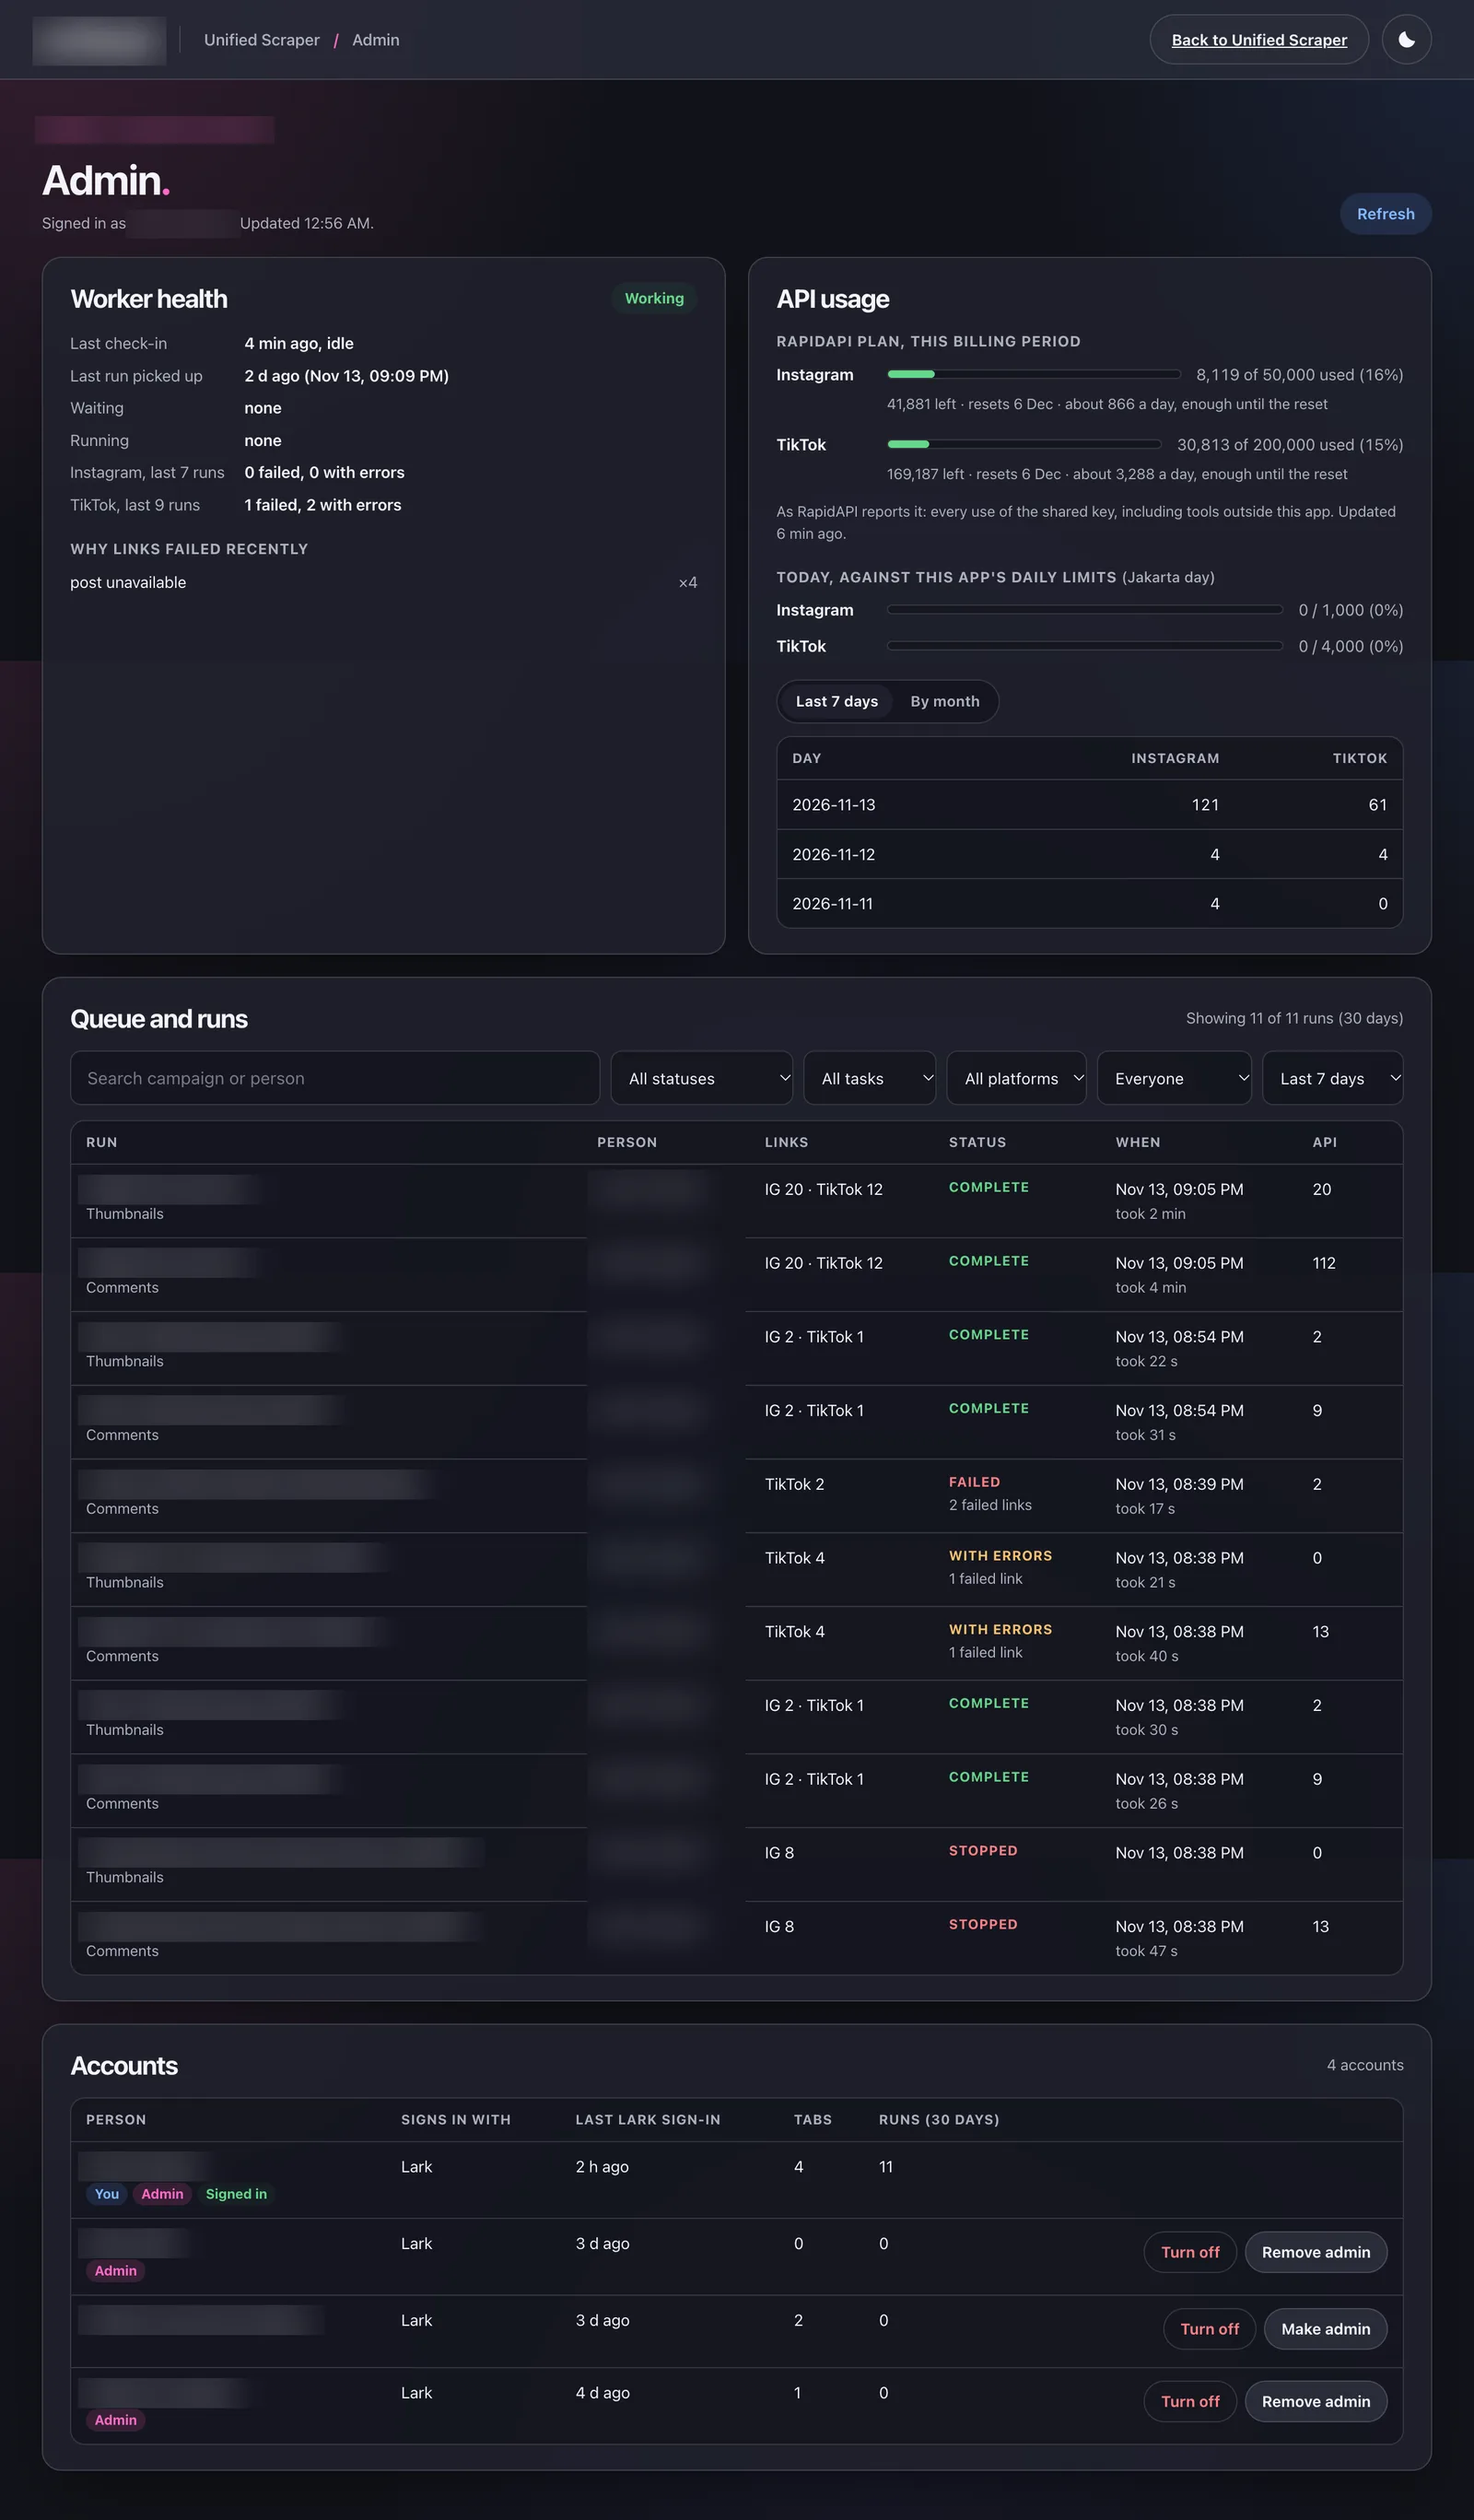 Unified Scraper / Admin
Back to Unified Scraper
Admin.
Signed in as
Updated 12:56 AM.
Refresh
Worker health
Working
Last check-in 4 min ago, idle
Last run picked up 2 d ago (Nov 13, 09:09 PM)
Waiting none
Running none
Instagram, last 7 runs 0 failed, 0 with errors
TikTok, last 9 runs 1 failed, 2 with errors
WHY LINKS FAILED RECENTLY
post unavailable ×4
API usage
RAPIDAPI PLAN, THIS BILLING PERIOD
Instagram 8,119 of 50,000 used (16%)
41,881 left · resets 6 Dec · about 866 a day, enough until the reset
TikTok 30,813 of 200,000 used (15%)
169,187 left · resets 6 Dec · about 3,288 a day, enough until the reset
As RapidAPI reports it: every use of the shared key, including tools outside this app. Updated
6 min ago.
TODAY, AGAINST THIS APP'S DAILY LIMITS (Jakarta day)
Instagram 0 / 1,000 (0%)
TikTok 0 / 4,000 (0%)
Last 7 days By month
DAY INSTAGRAM TIKTOK
2026-11-13 121 61
2026-11-12 4 4
2026-11-11 4 0
Queue and runs
Showing 11 of 11 runs (30 days)
Search campaign or person All statuses All tasks All platforms Everyone Last 7 days
RUN PERSON LINKS STATUS WHEN API
IG 20 · TikTok 12 COMPLETE Nov 13, 09:05 PM 20
Thumbnails took 2 min
IG 20 · TikTok 12 COMPLETE Nov 13, 09:05 PM 112
Comments took 4 min
IG 2 · TikTok 1 COMPLETE Nov 13, 08:54 PM 2
Thumbnails took 22 s
IG 2 · TikTok 1 COMPLETE Nov 13, 08:54 PM 9
Comments took 31 s
TikTok 2 FAILED Nov 13, 08:39 PM 2
Comments 2 failed links took 17 s
TikTok 4 WITH ERRORS Nov 13, 08:38 PM 0
Thumbnails 1 failed link took 21 s
TikTok 4 WITH ERRORS Nov 13, 08:38 PM 13
Comments 1 failed link took 40 s
IG 2 · TikTok 1 COMPLETE Nov 13, 08:38 PM 2
Thumbnails took 30 s
IG 2 · TikTok 1 COMPLETE Nov 13, 08:38 PM 9
Comments took 26 s
IG 8 STOPPED Nov 13, 08:38 PM 0
Thumbnails
IG 8 STOPPED Nov 13, 08:38 PM 13
Comments took 47 s
Accounts
4 accounts
PERSON SIGNS IN WITH LAST LARK SIGN-IN TABS RUNS (30 DAYS)
Lark 2 h ago 4 11
You Admin Signed in
Lark 3 d ago 0 0 Turn off Remove admin
Admin
Lark 3 d ago 2 0 Turn off Make admin
Lark 4 d ago 1 0 Turn off Remove admin
Admin